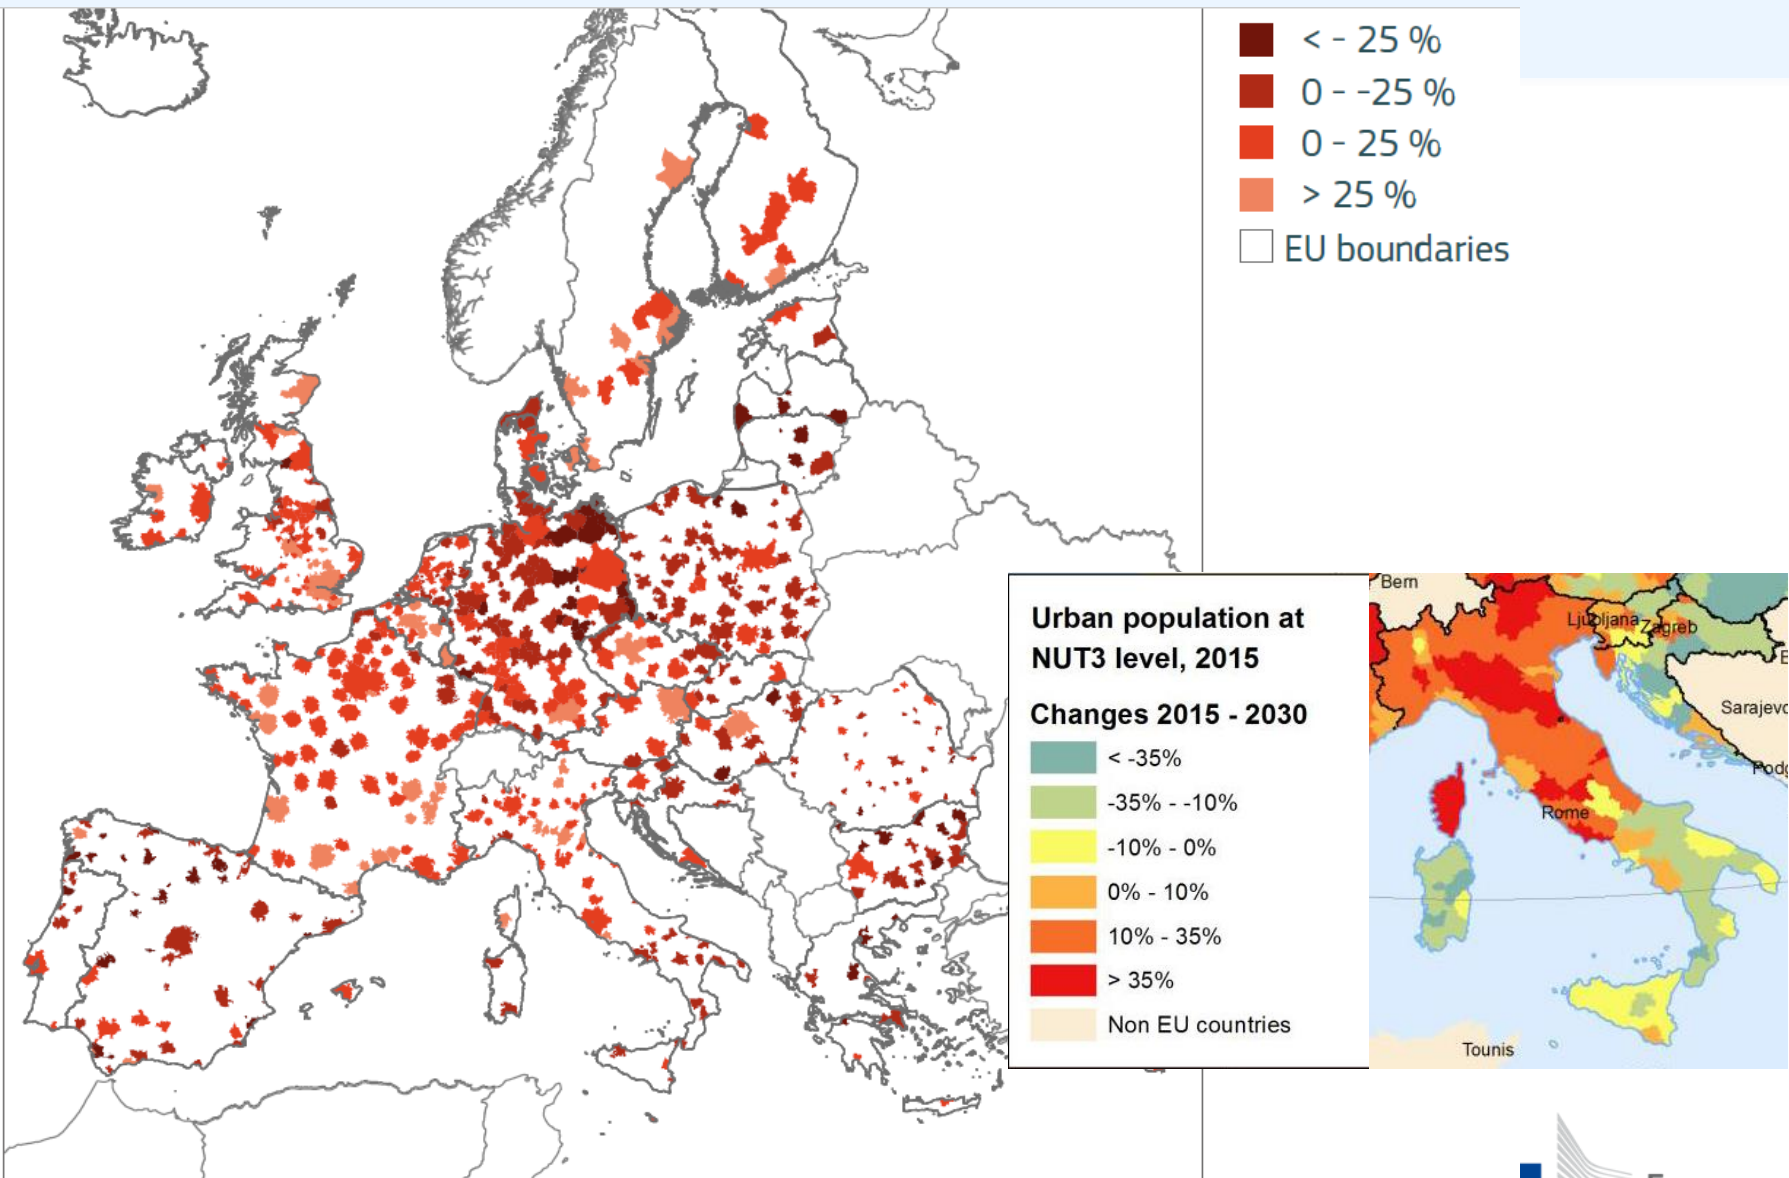 < - 25 %
0 - -25 %
0 - 25 %
> 25 %
EU boundaries
Urban population at
NUT3 level, 2015
Changes 2015 - 2030
< -35%
-35% - -10%
-10% - 0%
0% - 10%
10% - 35%
> 35%
Non EU countries
Bern
Ljubljana
Zagreb
Sarajevo
Rome
Tounis